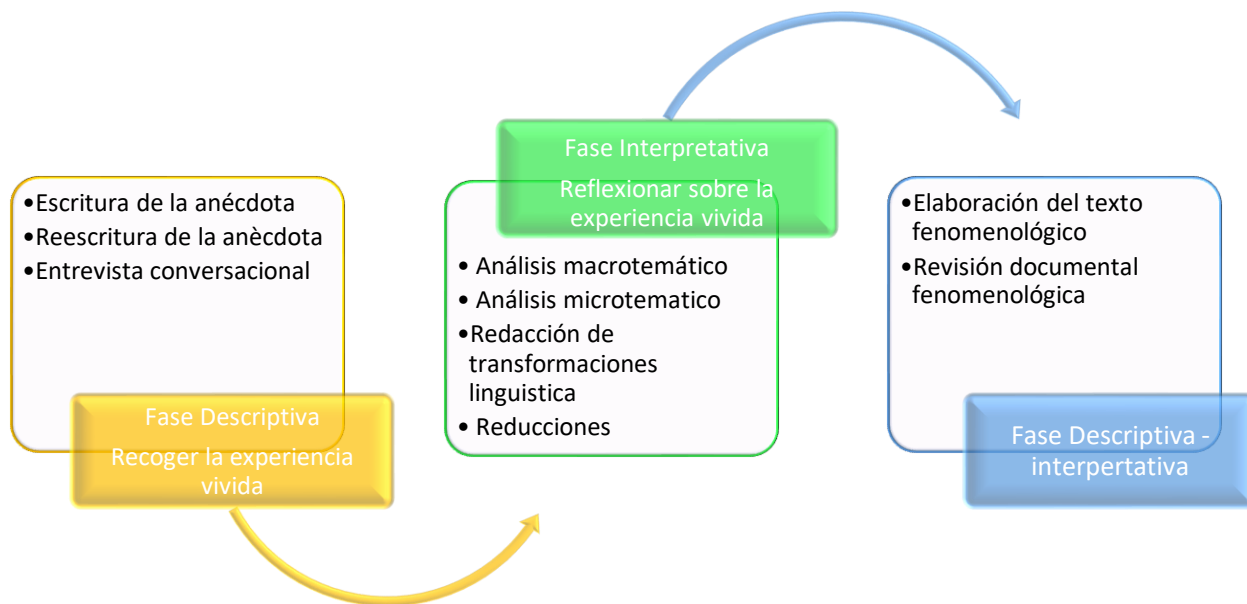 •Escritura de la anécdota
•Reescritura de la anècdota
•Entrevista conversacional
Fase Descriptiva
Recoger la experiencia
vivida
Fase Interpretativa
Reflexionar sobre la
experiencia vivida
• Análisis macrotemático
• Análisis microtematico
•Redacción de
transformaciones
linguistica
• Reducciones
•Elaboración del texto
fenomenológico
•Revisión documental
fenomenológica
Fase Descriptiva -
interpertativa